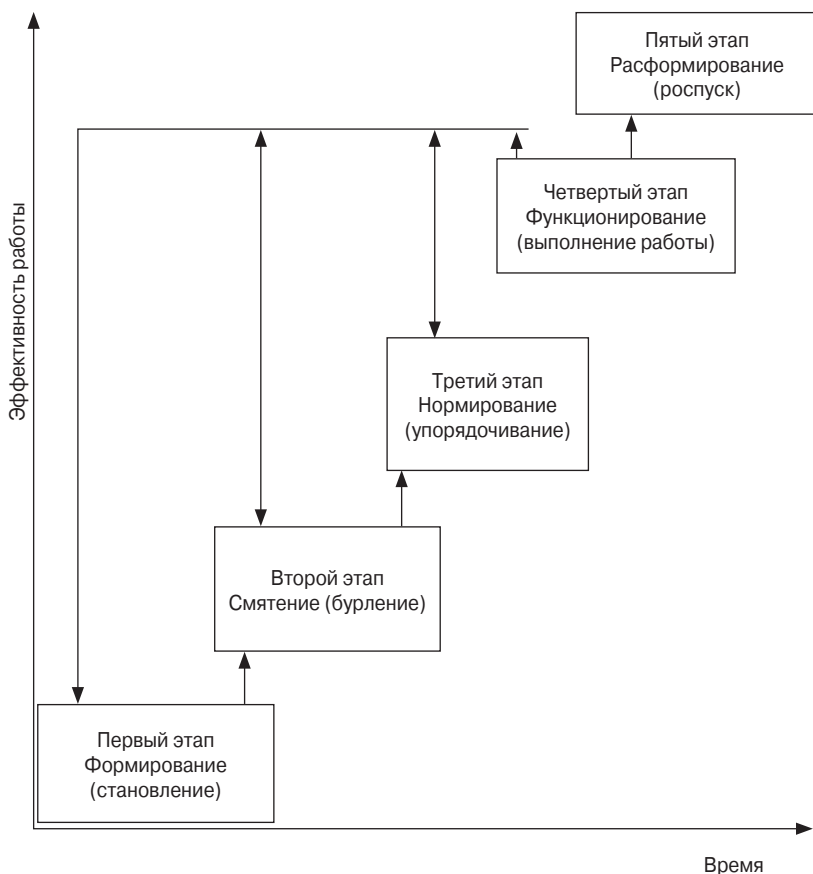 Пятый этап
Расформирование
(роспуск)
Четвертый этап
Функционирование
(выполнение работы)
Эффективность работы
Третий этап
Нормирование
(упорядочивание)
Второй этап
Смятение (бурление)
Первый этап
Формирование
(становление)
Время